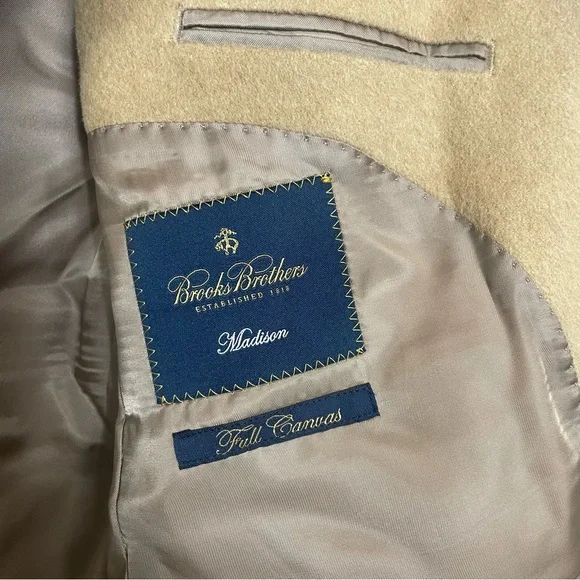 Brooks Brothers
ESTABLISHED 1818
Madison
Full Canvas